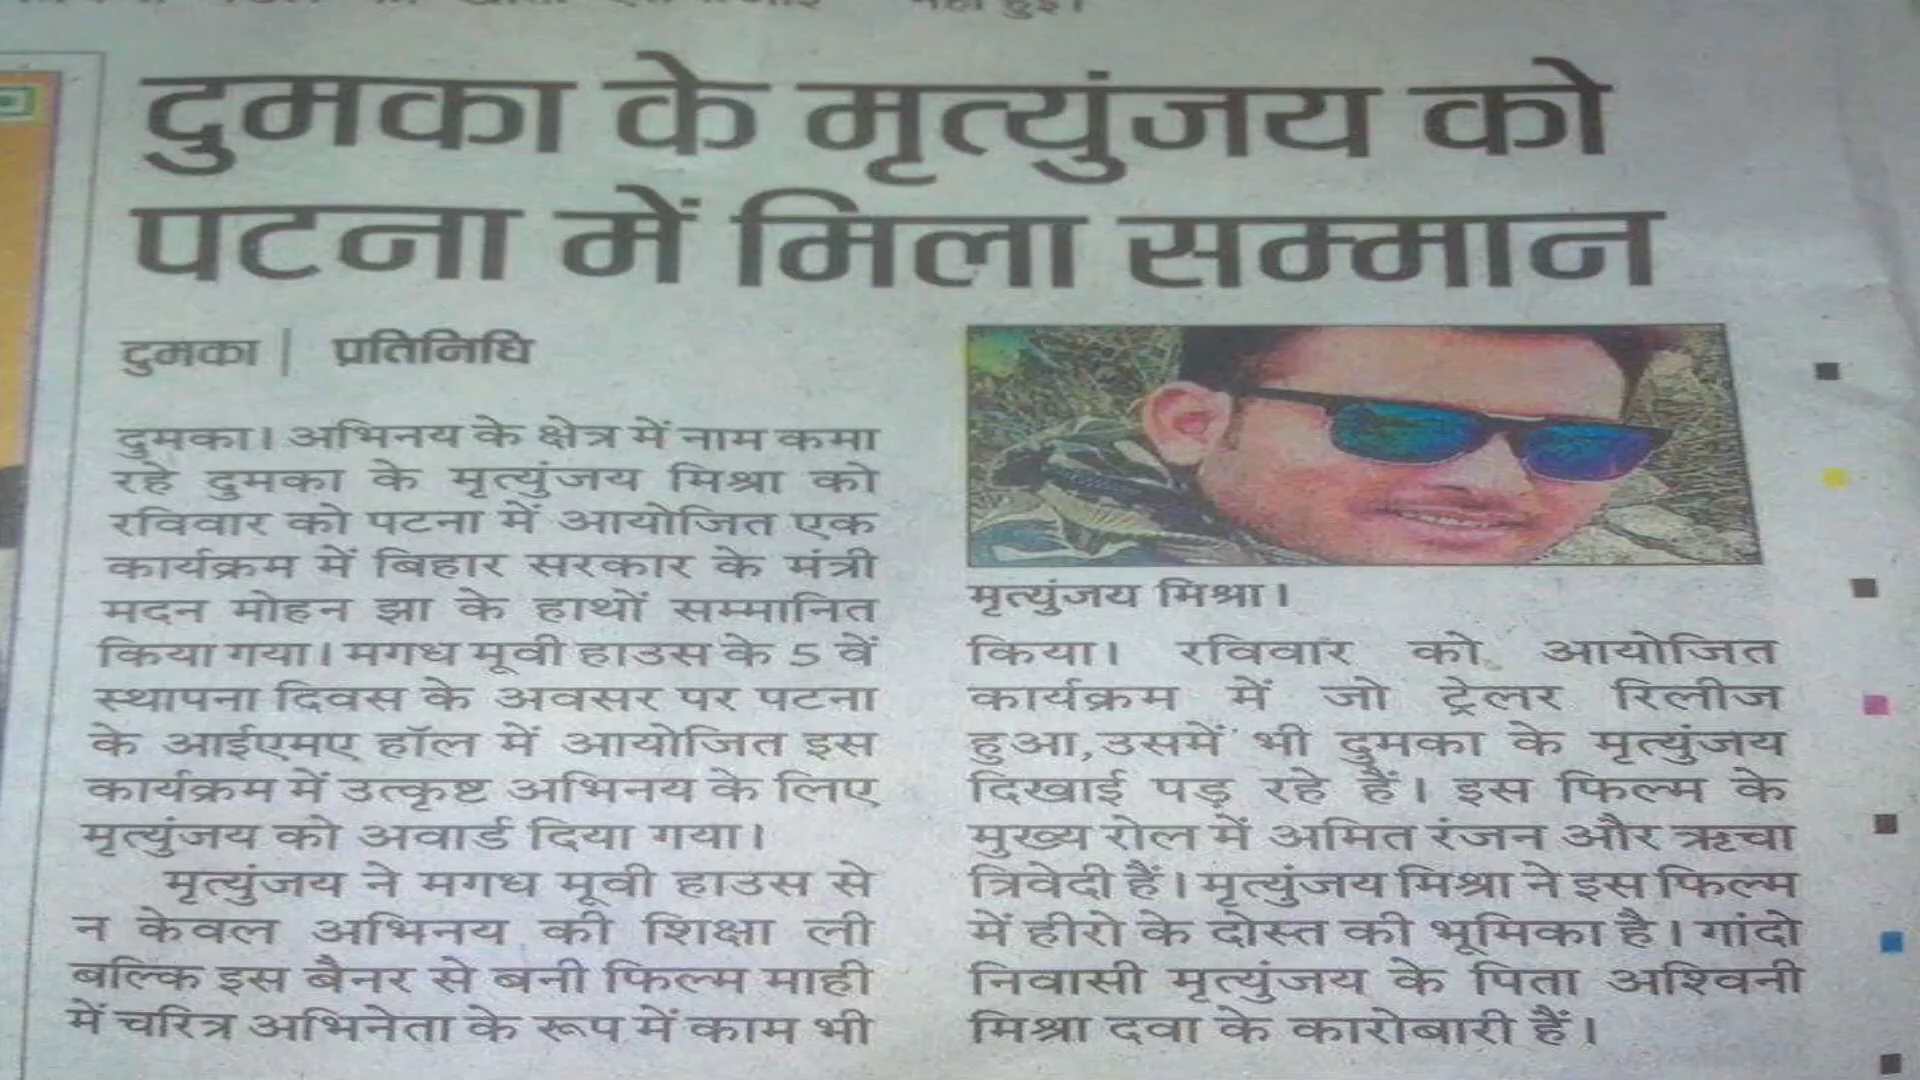 नहीं हुई।
दुमका के मृत्युंजय को
पटना में मिला सम्मान
दुमका| प्रतिनिधि
दुमका। अभिनय के क्षेत्र में नाम कमा
रहे दुमका के मृत्युंजय मिश्रा को
रविवार को पटना में आयोजित एक
कार्यक्रम में बिहार सरकार के मंत्री
मदन मोहन झा के हाथों सम्मानित
किया गया। मगध मूवी हाउस के 5 वें
स्थापना दिवस के अवसर पर पटना
के आईएमए हॉल में आयोजित इस
कार्यक्रम में उत्कृष्ट अभिनय के लिए
मृत्युंजय को अवार्ड दिया गया।
मृत्युंजय ने मगध मूवी हाउस से
न केवल अभिनय की शिक्षा ली
बल्कि इस बैनर से बनी फिल्म माही
में चरित्र अभिनेता के रूप में काम भी
मृत्युंजय मिश्रा।
किया। रविवार को आयोजित
कार्यक्रम में जो ट्रेलर रिलीज
हुआ,उसमें भी दुमका के मृत्युंजय
दिखाई पड़ रहे हैं। इस फिल्म के
मुख्य रोल में अमित रंजन और ऋचा
त्रिवेदी हैं। मृत्युंजय मिश्रा ने इस फिल्म
में हीरो के दोस्त की भूमिका है। गांदो
निवासी मृत्युंजय के पिता अश्विनी
मिश्रा दवा के कारोबारी हैं।